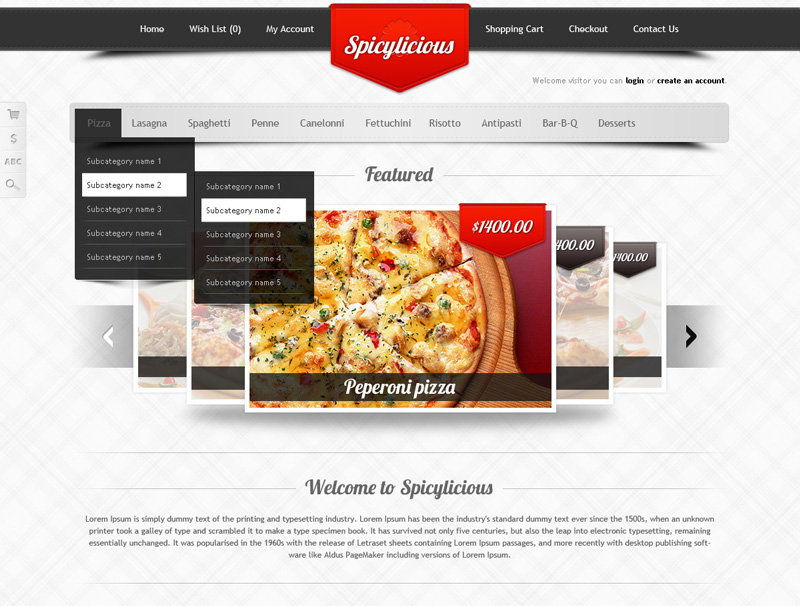 Home Wish List (0) My Account Spicylicious Shopping Cart Checkout Contact Us
Welcome visitor you can login or create an account.
Pizza Lasagna Spaghetti Penne Canelonni Fettuchini Risotto Antipasti Bar-B-Q Desserts
ABC
Subcategory name 1
Subcategory name 2
Subcategory name 3
Subcategory name 4
Subcategory name 5
Subcategory name 1
Subcategory name 2
Subcategory name 3
Subcategory name 4
Subcategory name 5
Featured
$1400.00
Peperoni pizza
Welcome to Spicylicious
Lorem Ipsum is simply dummy text of the printing and typesetting industry. Lorem Ipsum has been the industry's standard dummy text ever since the 1500s, when an unknown
printer took a galley of type and scrambled it to make a type specimen book. It has survived not only five centuries, but also the leap into electronic typesetting, remaining
essentially unchanged. It was popularised in the 1960s with the release of Letraset sheets containing Lorem Ipsum passages, and more recently with desktop publishing soft-
ware like Aldus PageMaker including versions of Lorem Ipsum.